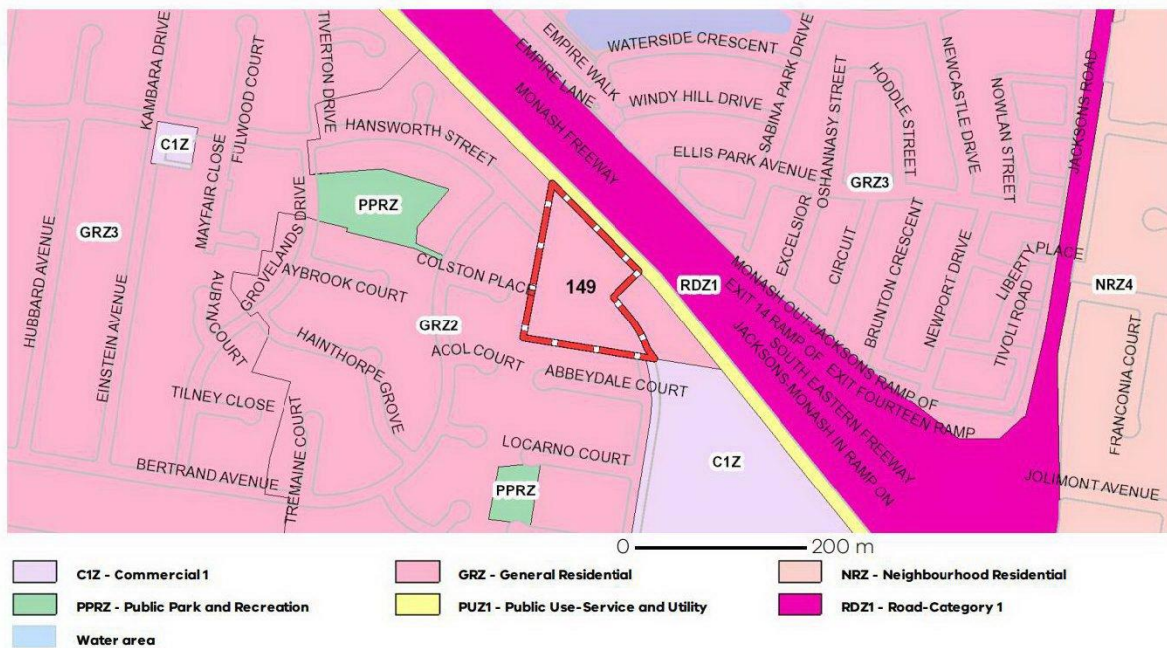 KAMBARA DRIVE
FULWOOD COURT
TIVERTON DRIVE
EMPIRE WALK
WATERSIDE CRESCENT
SABINA PARK DRIVE
NEWCASTLE DRIVE
JACKSONS ROAD
EMPIRE LANE
WINDY HILL DRIVE
OSHANNASY STREET
HODDLE STREET
NOWLAN STREET
C1Z
MAYFAIR CLOSE
HANSWORTH STREET
MONASH FREEWAY
ELLIS PARK AVENUE
GRZ3
PPRZ
GRZ3
HUBBARD AVENUE
EINSTEIN AVENUE
GROVELANDS DRIVE
COLSTON PLACE
149
RDZ1
EXCELSIOR
CIRCUIT
BRUNTON CRESCENT
NEWPORT DRIVE
LIBERTY
PLACE
NRZ4
AUBYN COURT
AYBROOK COURT
GRZ2
MONASH OUT-JACKSONS RAMP OF
EXIT 14 RAMP OF
EXIT FOURTEEN RAMP
SOUTH EASTERN FREEWAY
JACKSONS-MONASH IN RAMP ON
TIVOLI ROAD
FRANCONIA COURT
HAINTHORPE GROVE
ACOL COURT
ABBEYDALE COURT
TILNEY CLOSE
TREMAINE COURT
LOCARNO COURT
C1Z
BERTRAND AVENUE
PPRZ
JOLIMONT AVENUE
0 200 m
C1Z - Commercial 1
GRZ - General Residential
NRZ - Neighbourhood Residential
PPRZ - Public Park and Recreation
PUZ1 - Public Use-Service and Utility
RDZ1 - Road-Category 1
Water area